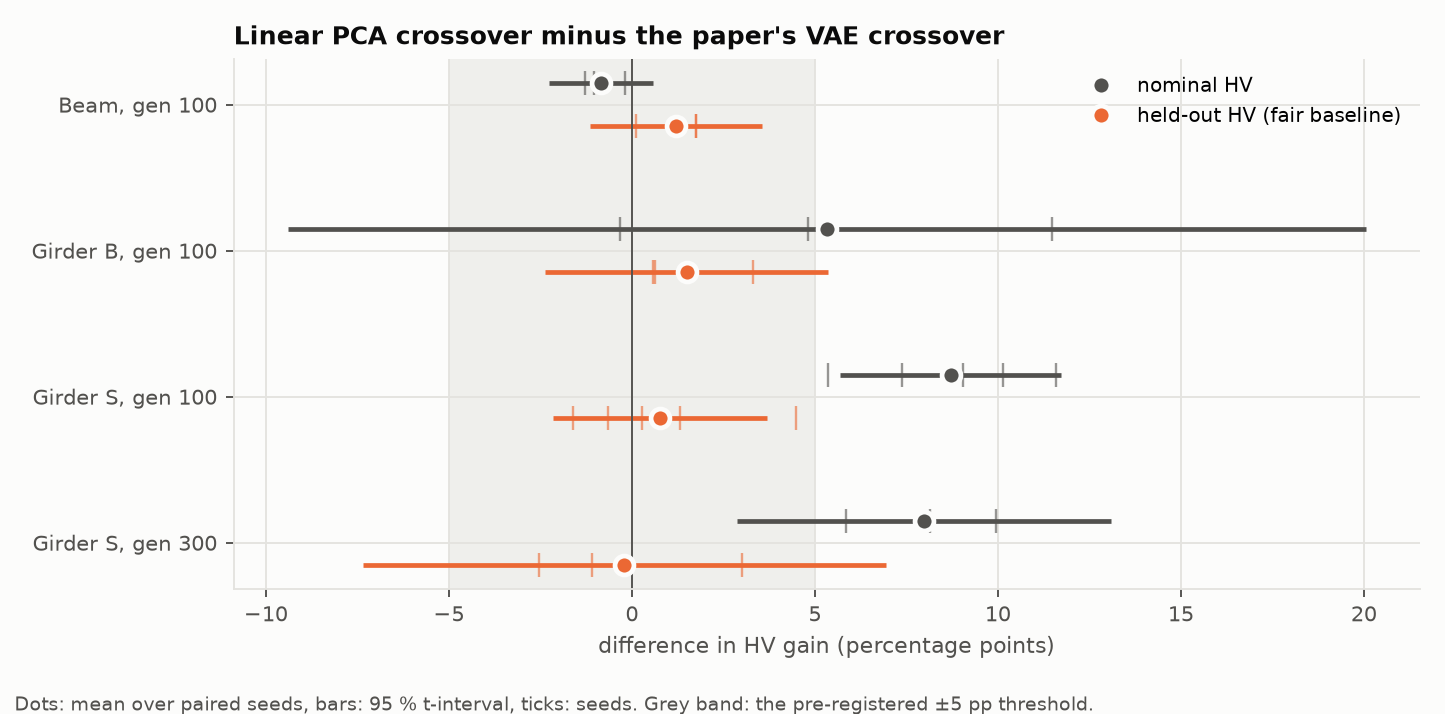 Linear PCA crossover minus the paper's VAE crossover
nominal HV
held-out HV (fair baseline)
Beam, gen 100
Girder B, gen 100
Girder S, gen 100
Girder S, gen 300
−10 −5 0 5 10 15 20
difference in HV gain (percentage points)
Dots: mean over paired seeds, bars: 95 % t-interval, ticks: seeds. Grey band: the pre-registered ±5 pp threshold.